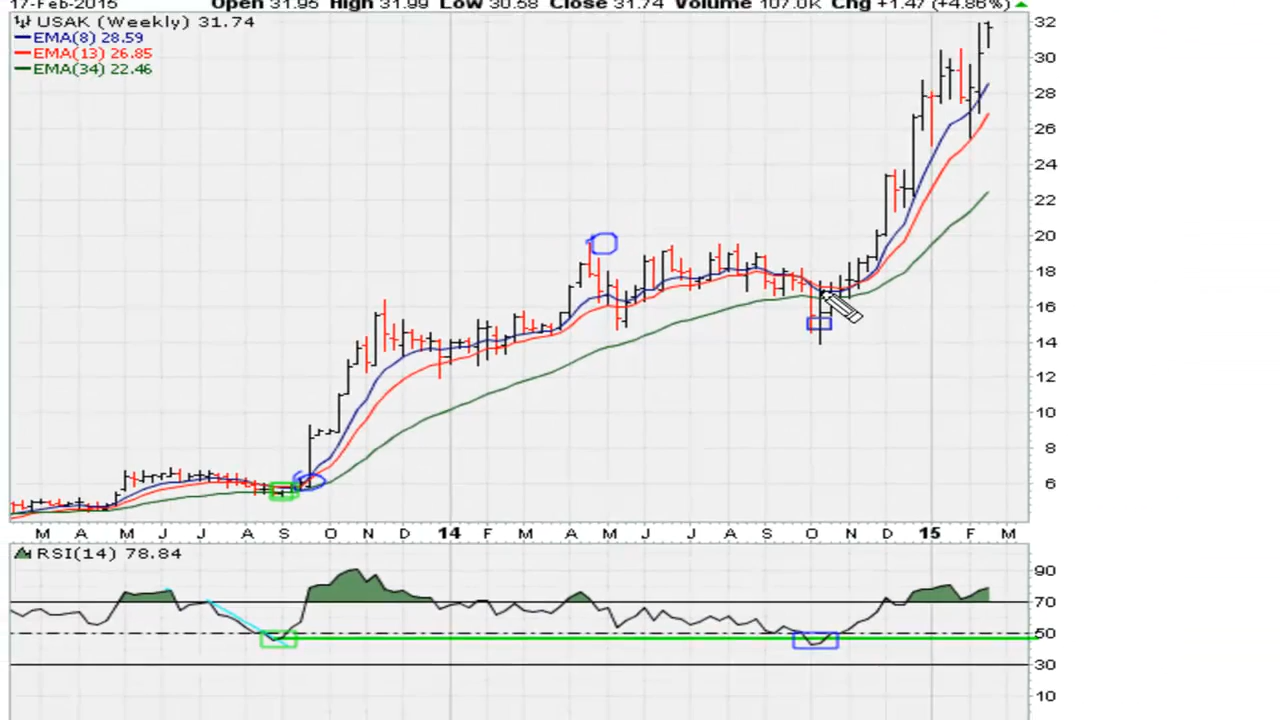 17-Feb-2015 Open 31.95 High 31.99 Low 30.58 Close 31.74 Volume 107.0K Chg +1.47 (+4.86%)
USAK (Weekly) 31.74
EMA(8) 28.59
EMA(13) 26.85
EMA(34) 22.46
32
30
28
26
24
22
20
18
16
14
12
10
8
6
M A M J J A S O N D 14 F M A M J J A S O N D 15 F M
RSI(14) 78.84
90
70
50
30
10